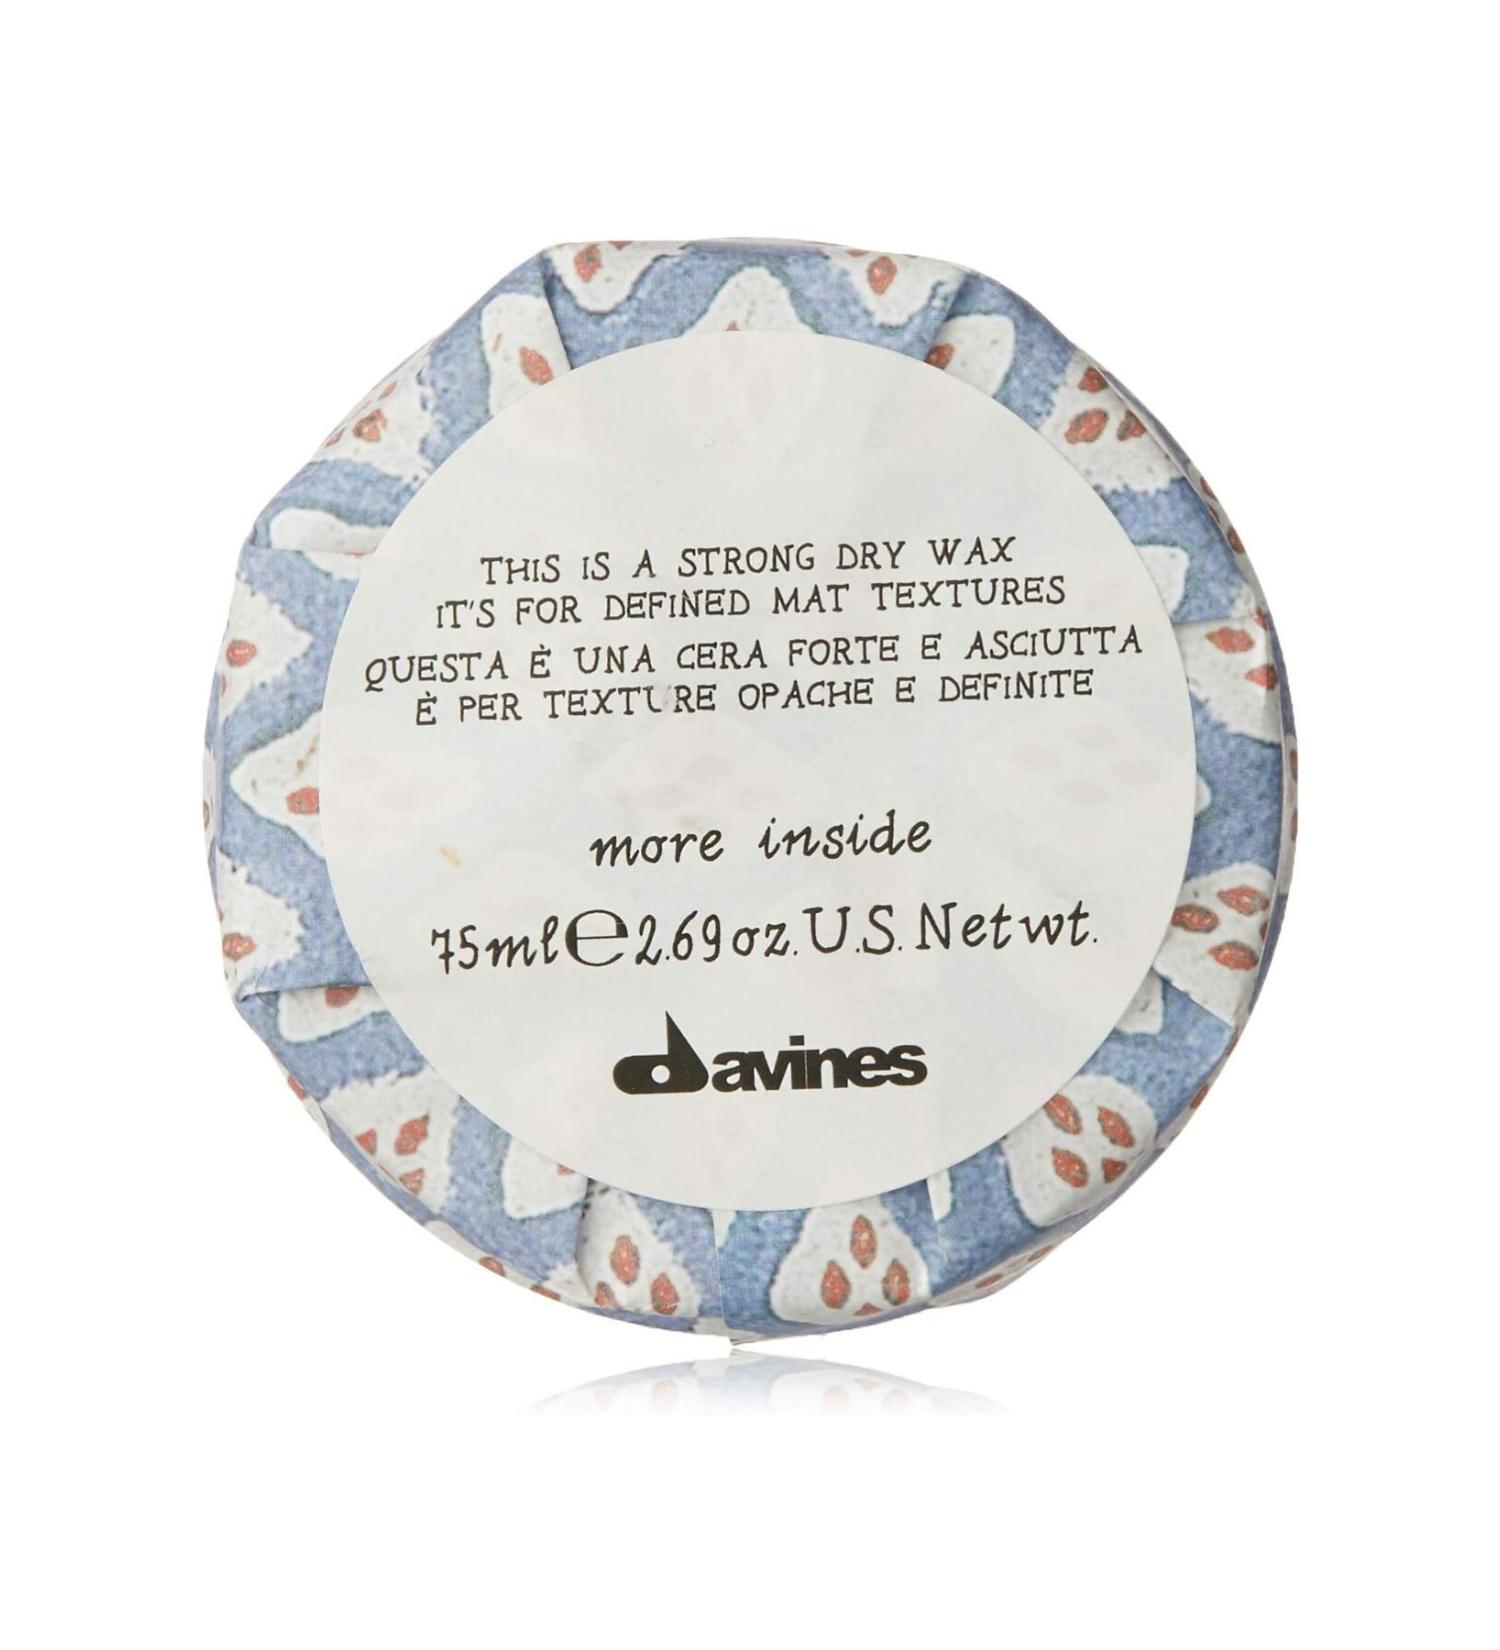 THIS IS A STRONG DRY WAX
IT'S FOR DEFINED MAT TEXTURES
QUESTA È UNA CERA FORTE E ASCIUTTA
È PER TEXTURE OPACHE E DEFINITE
more inside
75ml℮2.69oz.U.S.Netwt.
davines